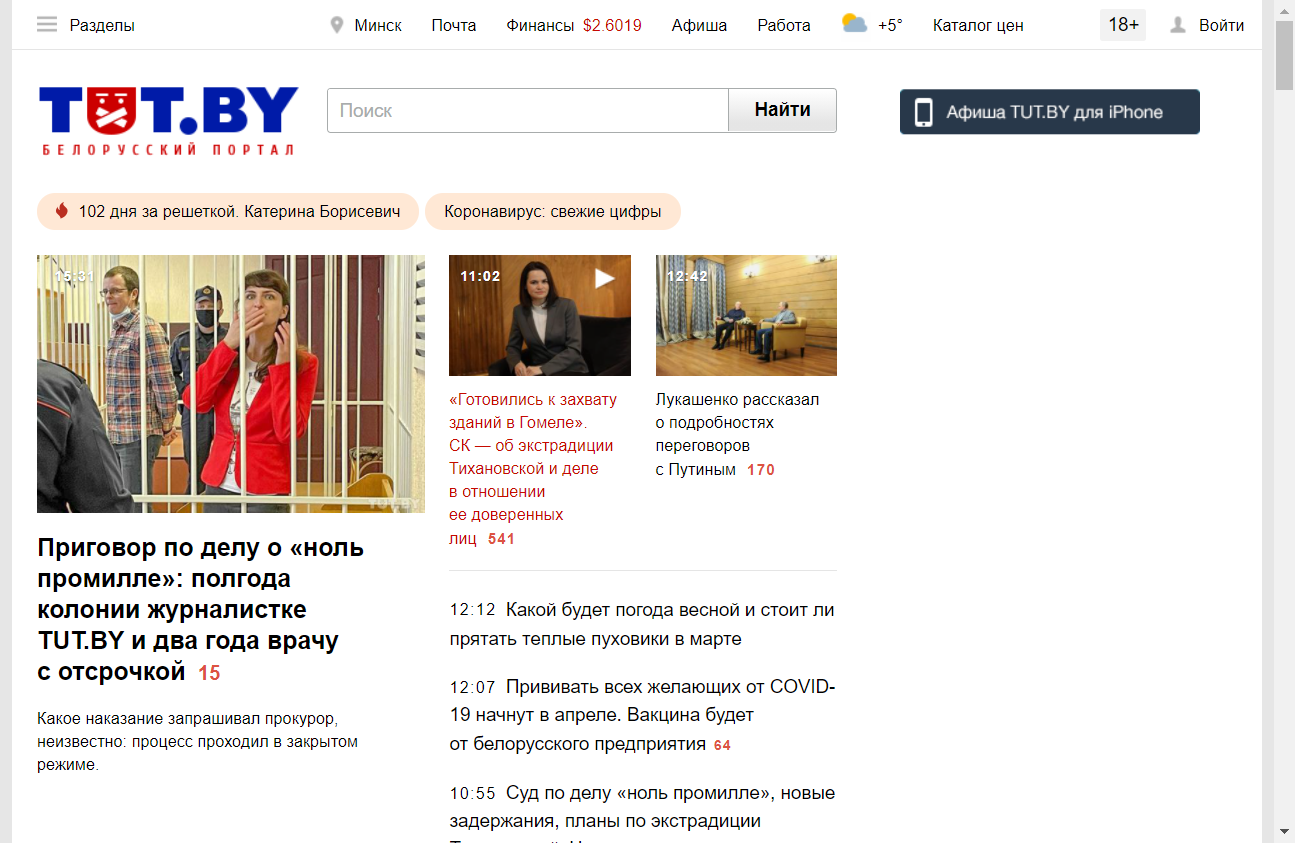 Разделы
Минск
Почта
Финансы $2.6019
Афиша
Работа
+5°
Каталог цен
18+
Войти
TUT.BY
БЕЛОРУССКИЙ ПОРТАЛ
Поиск
Найти
Афиша TUT.BY для iPhone
102 дня за решеткой. Катерина Борисевич
Коронавирус: свежие цифры
15:31
TUT.BY
Приговор по делу о «ноль
промилле»: полгода
колонии журналистке
TUT.BY и два года врачу
с отсрочкой 15
Какое наказание запрашивал прокурор,
неизвестно: процесс проходил в закрытом
режиме.
11:02
«Готовились к захвату
зданий в Гомеле».
СК — об экстрадиции
Тихановской и деле
в отношении
ее доверенных
лиц 541
12:42
Лукашенко рассказал
о подробностях
переговоров
с Путиным 170
12:12 Какой будет погода весной и стоит ли
прятать теплые пуховики в марте
12:07 Прививать всех желающих от COVID-
19 начнут в апреле. Вакцина будет
от белорусского предприятия 64
10:55 Суд по делу «ноль промилле», новые
задержания, планы по экстрадиции